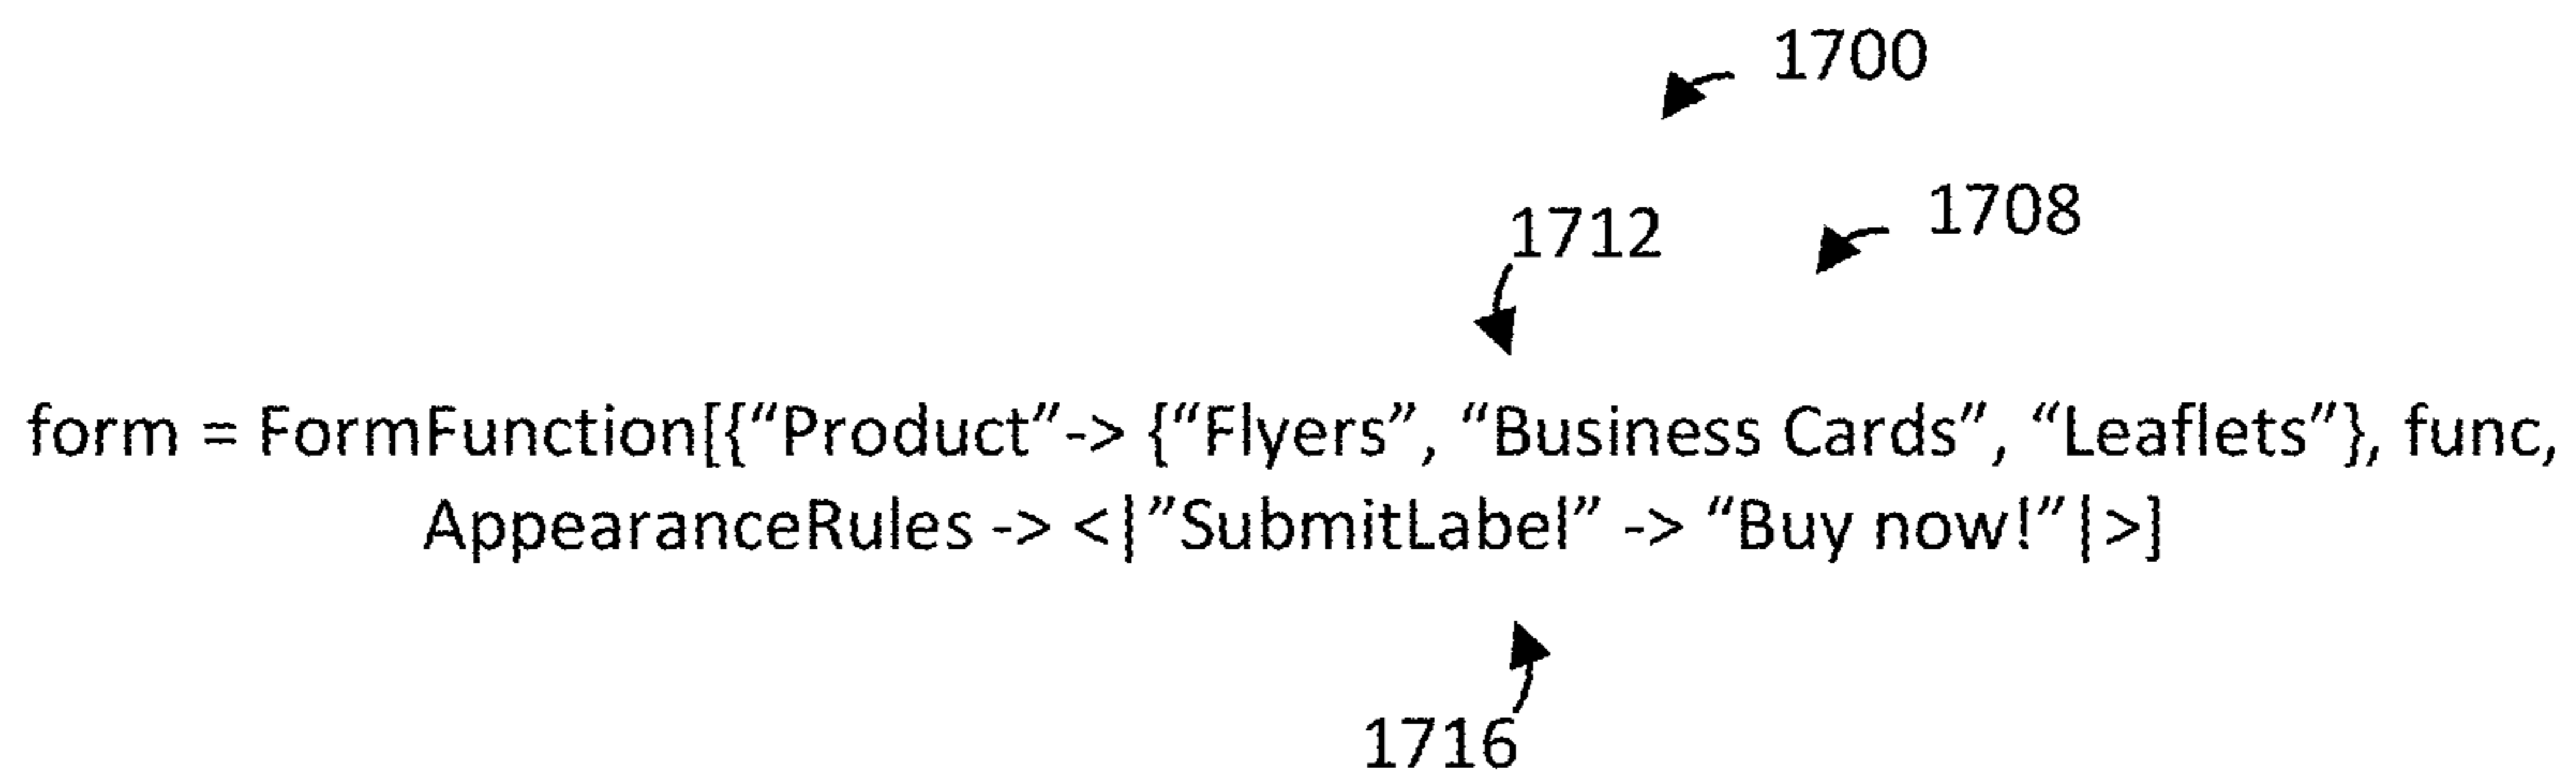 1700
1708
1712
form = FormFunction[{“Product”-> {“Flyers”, “Business Cards”, “Leaflets”}, func,
AppearanceRules -> <|”SubmitLabel” -> “Buy now!”|>]
1716